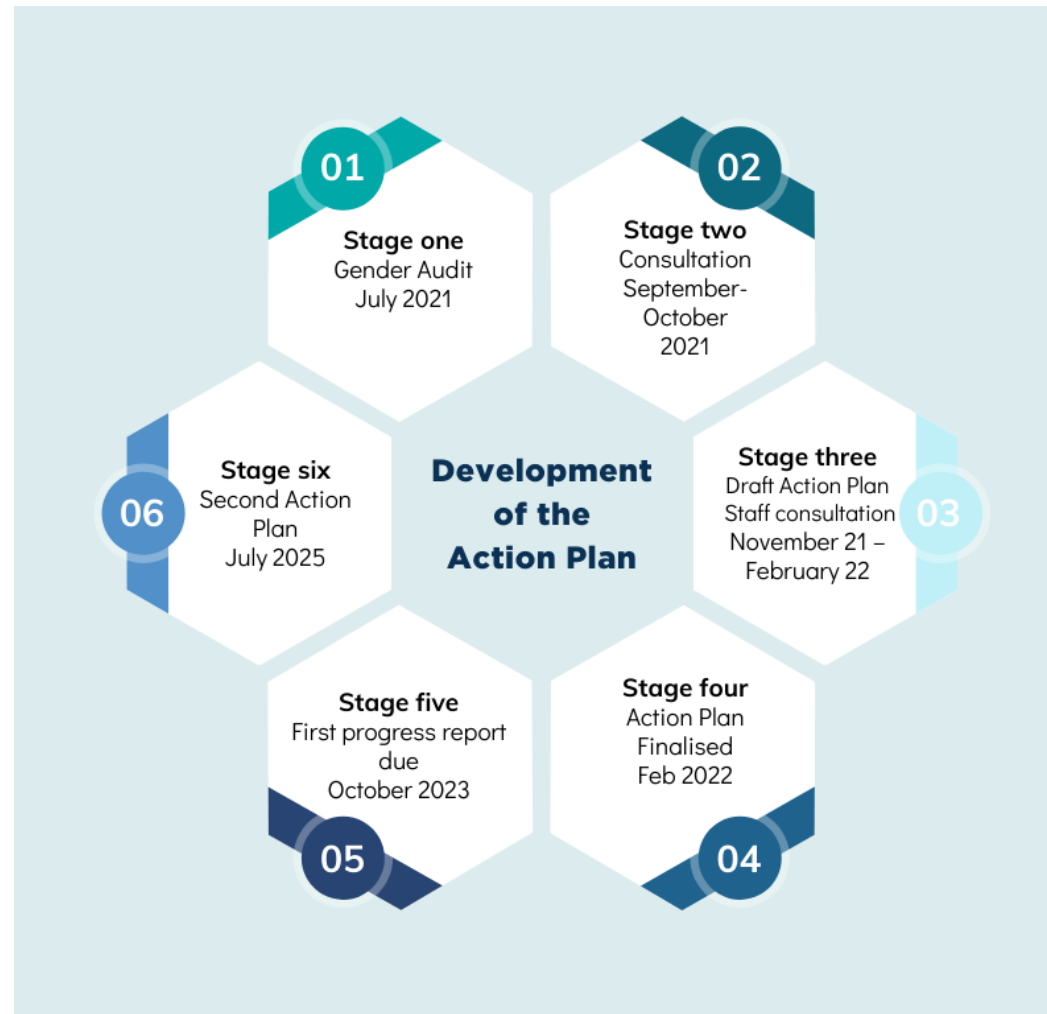 01
Stage one
Gender Audit
July 2021
02
Stage two
Consultation
September-
October
2021
03
Stage three
Draft Action Plan
Staff consultation
November 21 –
February 22
04
Stage four
Action Plan
Finalised
Feb 2022
05
Stage five
First progress report
due
October 2023
06
Stage six
Second Action
Plan
July 2025
Development
of the
Action Plan